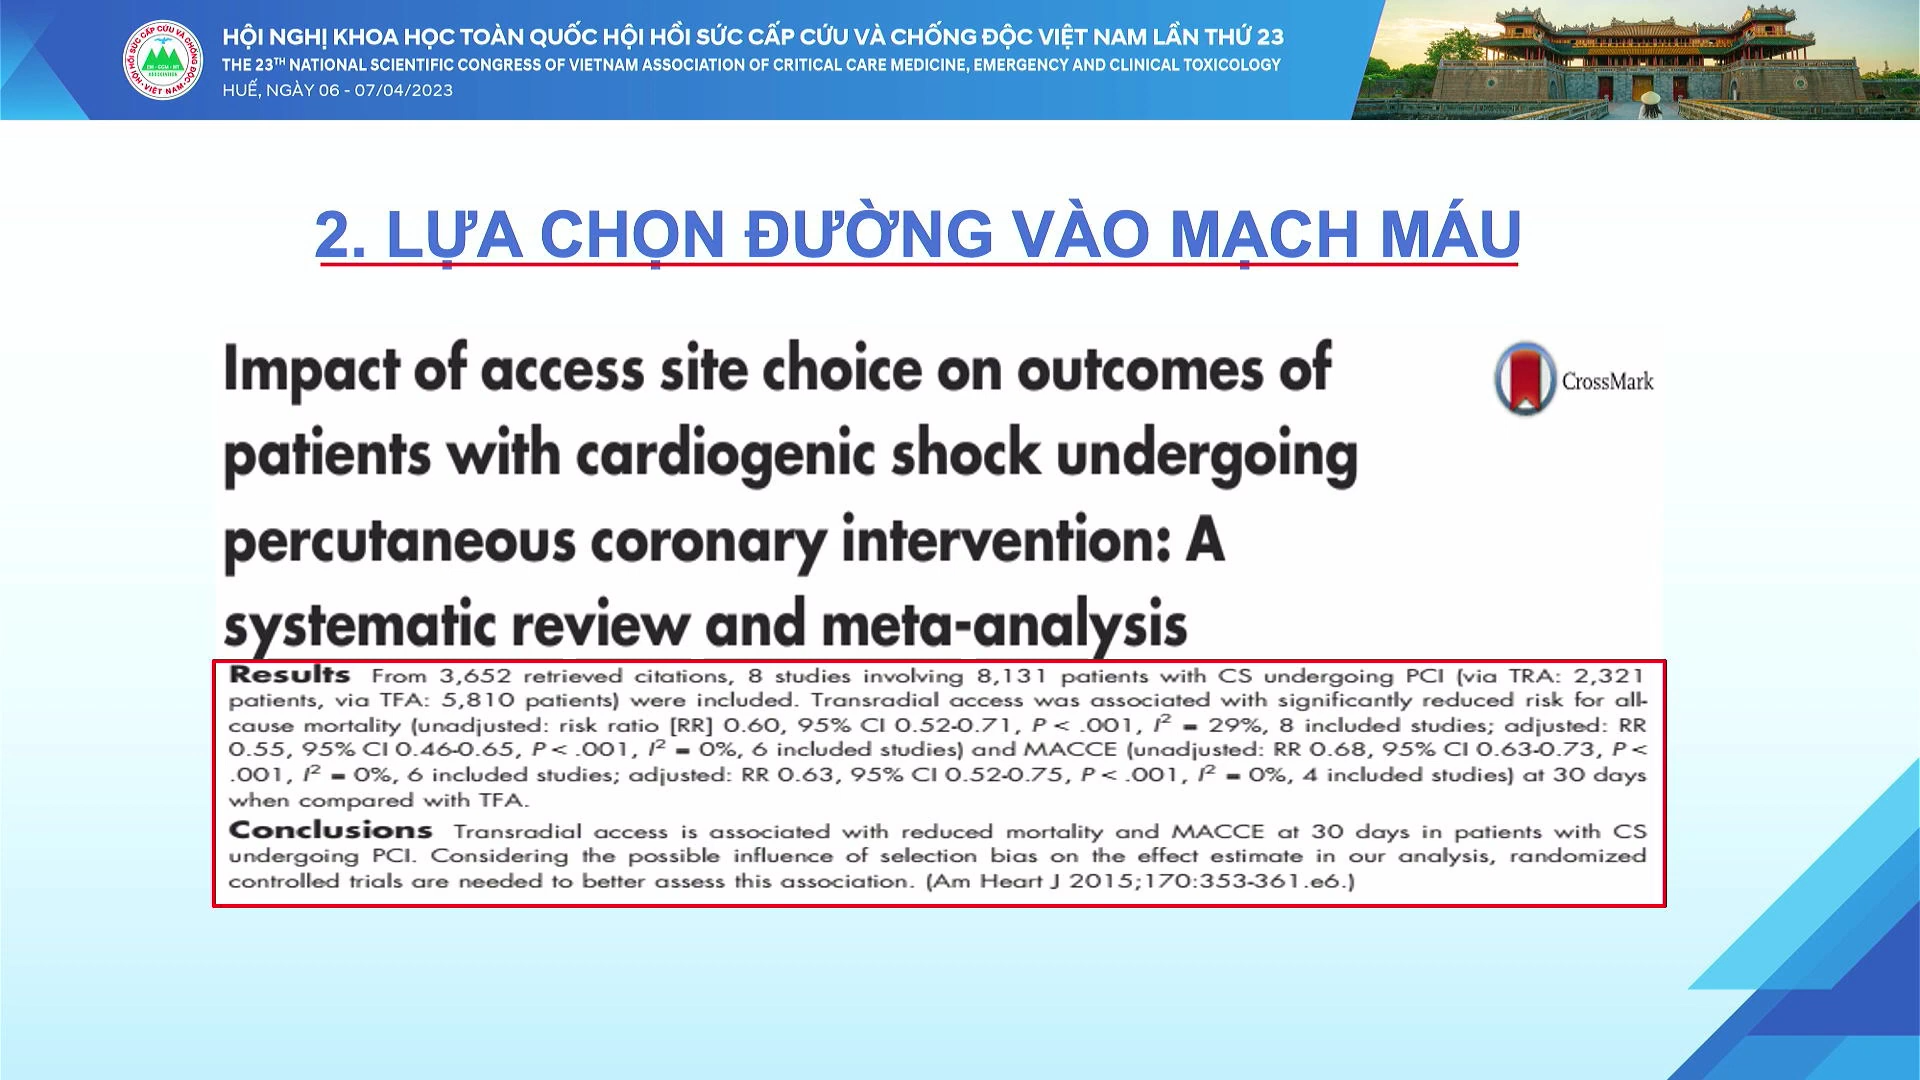 HỘI NGHỊ KHOA HỌC TOÀN QUỐC HỘI HỒI SỨC CẤP CỨU VÀ CHỐNG ĐỘC VIỆT NAM LẦN THỨ 23
THE 23TH NATIONAL SCIENTIFIC CONGRESS OF VIETNAM ASSOCIATION OF CRITICAL CARE MEDICINE, EMERGENCY AND CLINICAL TOXICOLOGY
HUẾ, NGÀY 06 - 07/04/2023
HỘI HỒI SỨC CẤP CỨU VÀ CHỐNG ĐỘC
VIỆT NAM
ASSOCIATION
2. LỰA CHỌN ĐƯỜNG VÀO MẠCH MÁU
Impact of access site choice on outcomes of
patients with cardiogenic shock undergoing
percutaneous coronary intervention: A
systematic review and meta-analysis
CrossMark
Results From 3,652 retrieved citations, 8 studies involving 8,131 patients with CS undergoing PCI (via TRA: 2,321
patients, via TFA: 5,810 patients) were included. Transradial access was associated with significantly reduced risk for all-
cause mortality (unadjusted: risk ratio [RR] 0.60, 95% CI 0.52-0.71, P < .001, I² = 29%, 8 included studies; adjusted: RR
0.55, 95% CI 0.46-0.65, P < .001, I² = 0%, 6 included studies) and MACCE (unadjusted: RR 0.68, 95% CI 0.63-0.73, P <
.001, I² = 0%, 6 included studies; adjusted: RR 0.63, 95% CI 0.52-0.75, P < .001, I² = 0%, 4 included studies) at 30 days
when compared with TFA.
Conclusions Transradial access is associated with reduced mortality and MACCE at 30 days in patients with CS
undergoing PCI. Considering the possible influence of selection bias on the effect estimate in our analysis, randomized
controlled trials are needed to better assess this association. (Am Heart J 2015;170:353-361.e6.)